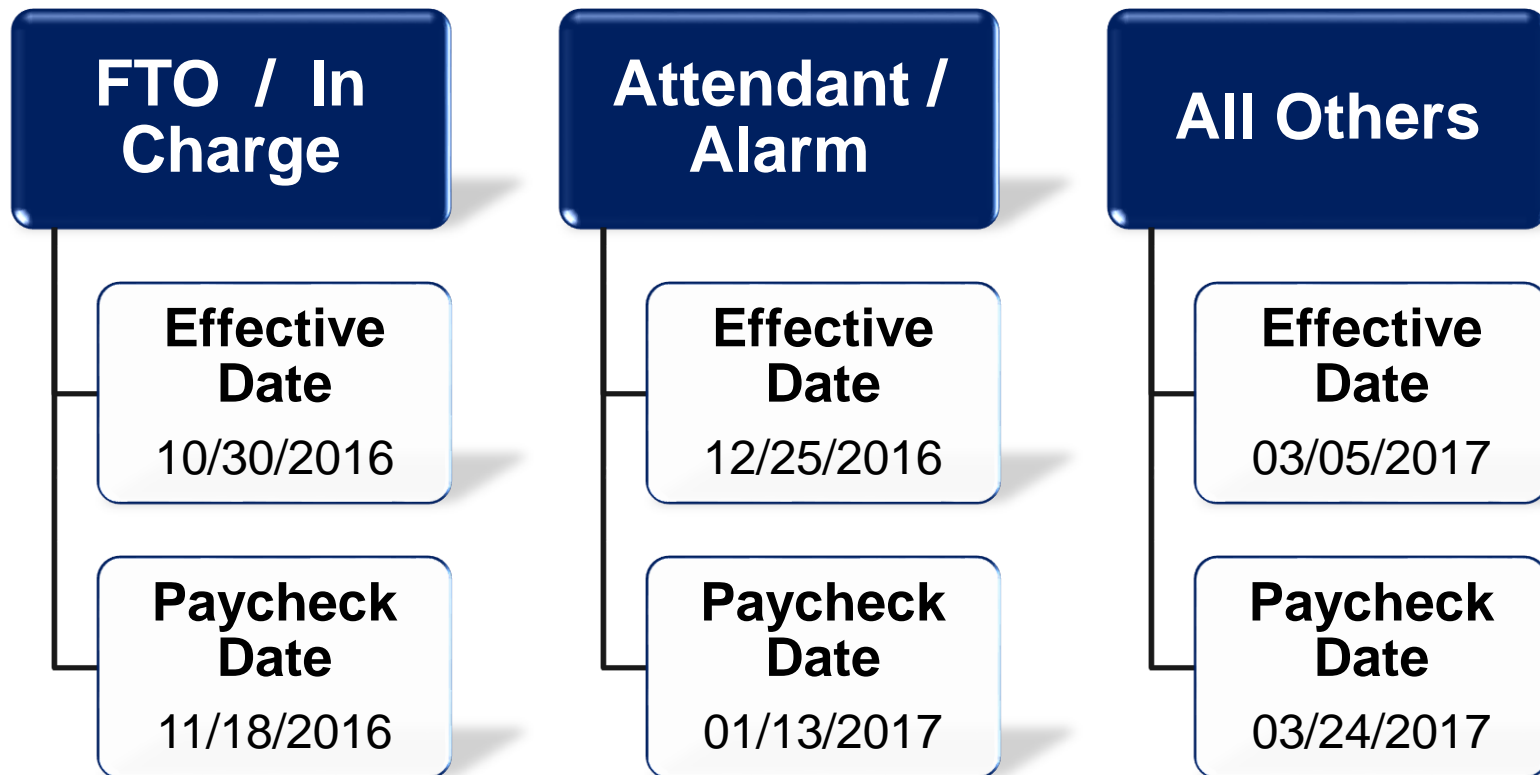 FTO / In
Charge
Effective
Date
10/30/2016
Paycheck
Date
11/18/2016
Attendant /
Alarm
Effective
Date
12/25/2016
Paycheck
Date
01/13/2017
All Others
Effective
Date
03/05/2017
Paycheck
Date
03/24/2017